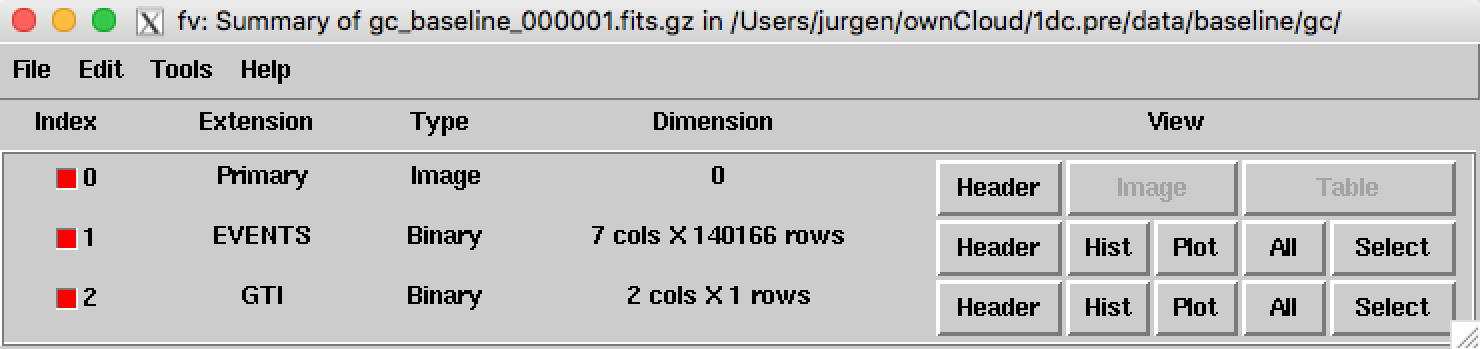 fv: Summary of gc_baseline_000001.fits.gz in /Users/jurgen/ownCloud/1dc.pre/data/baseline/gc/
File Edit Tools Help
Index Extension Type Dimension View
0 Primary Image 0 Header Image Table
1 EVENTS Binary 7 cols X 140166 rows Header Hist Plot All Select
2 GTI Binary 2 cols X 1 rows Header Hist Plot All Select